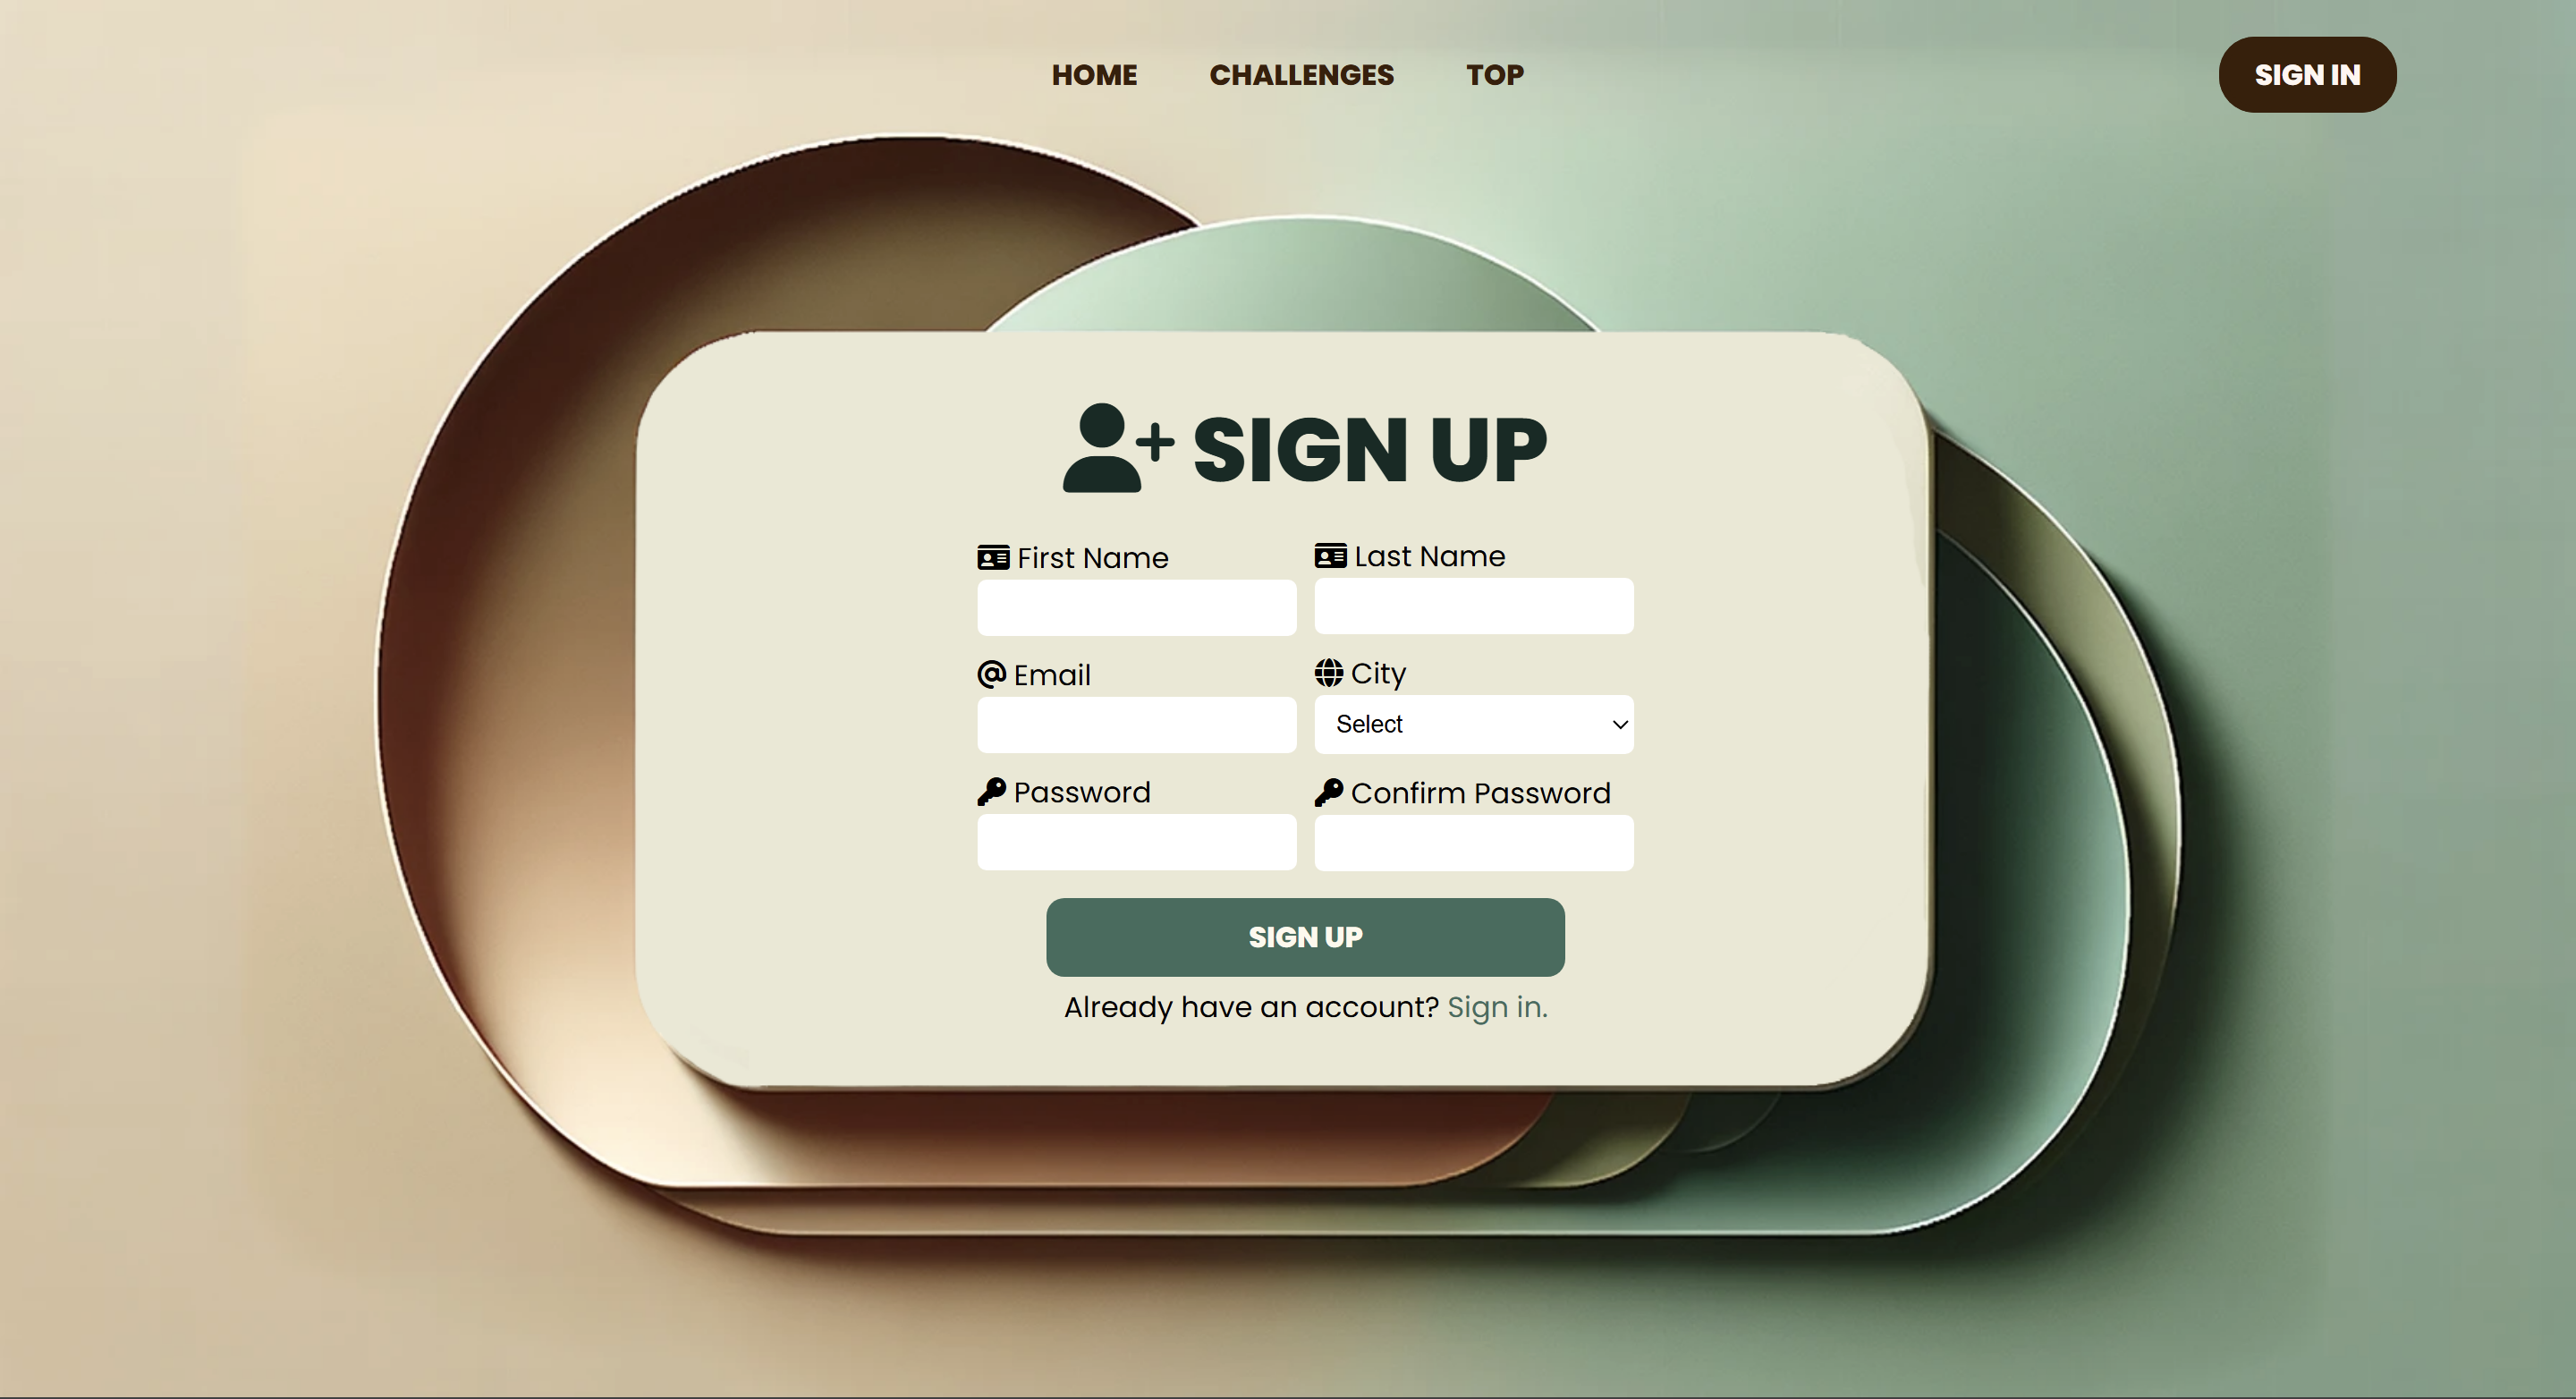 HOME CHALLENGES TOP SIGN IN
SIGN UP
First Name Last Name
Email City
Select
Password Confirm Password
SIGN UP
Already have an account? Sign in.